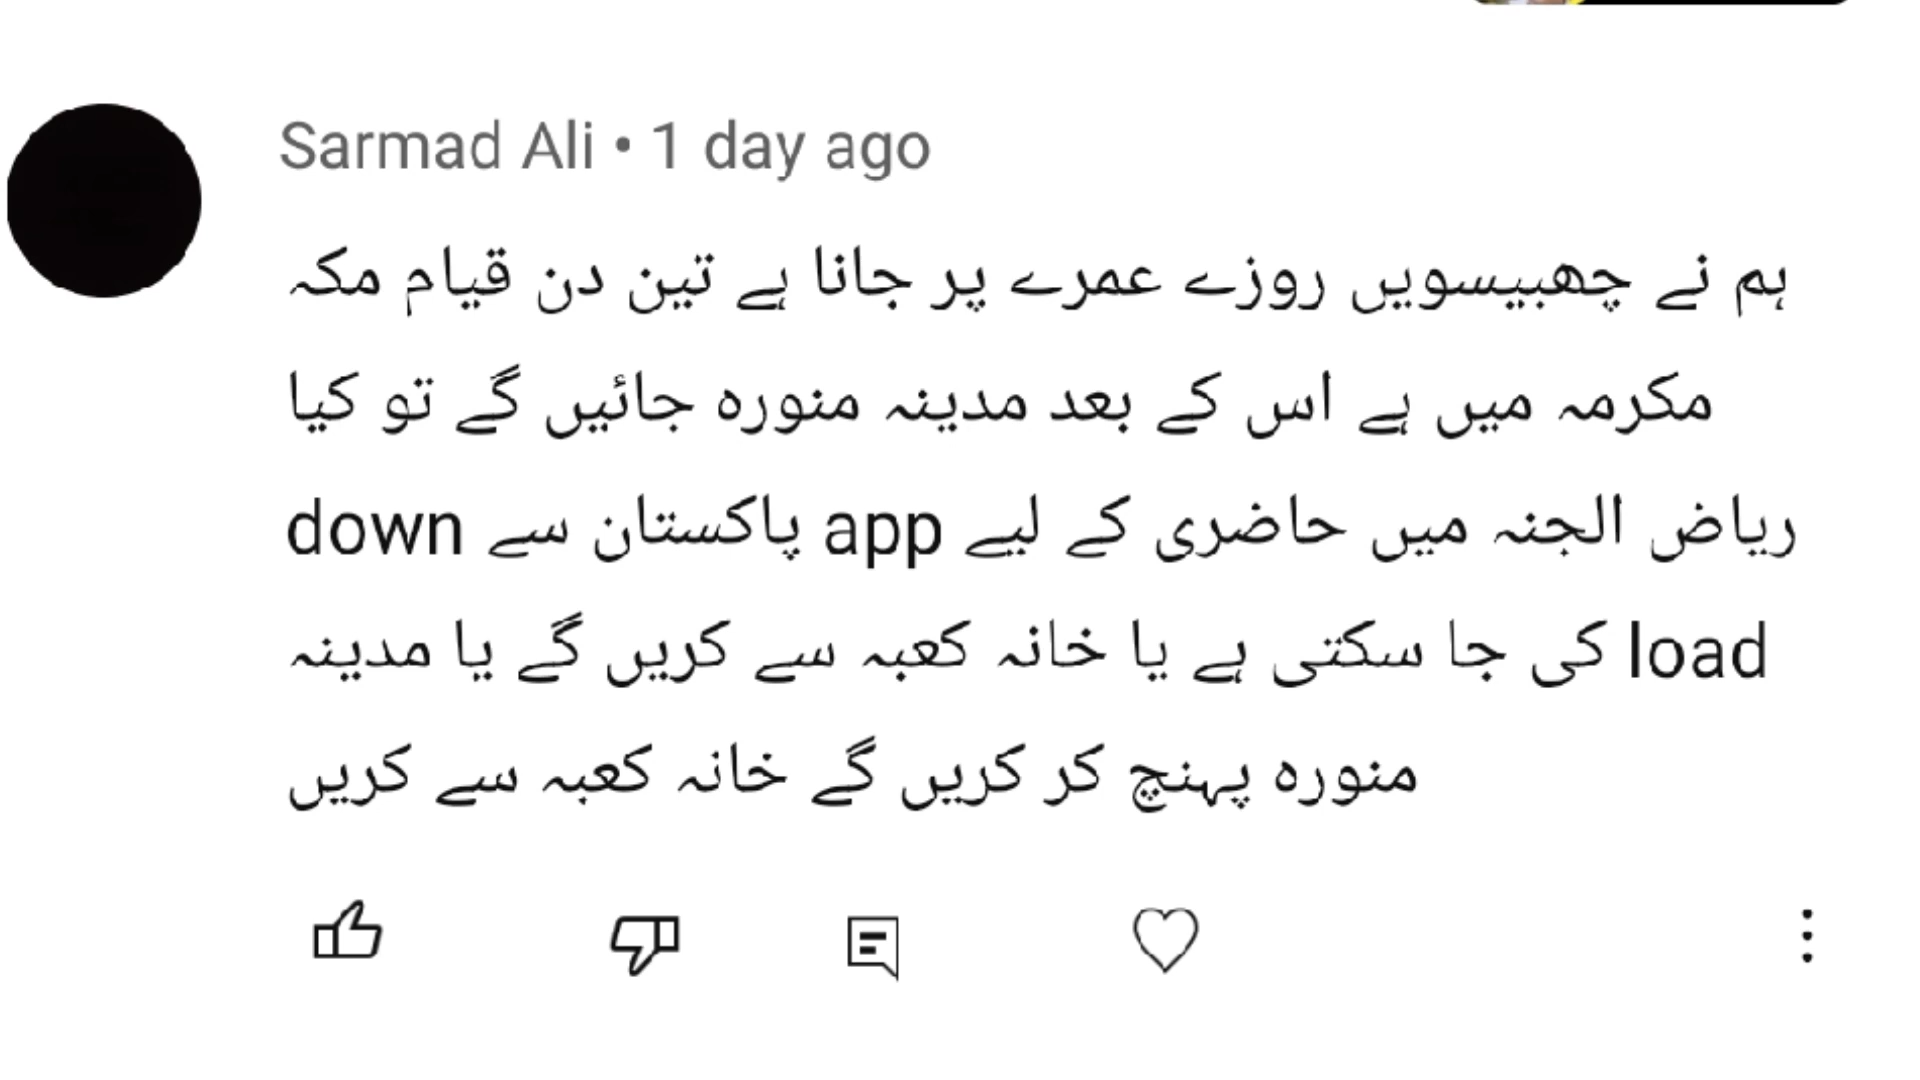 Sarmad Ali • 1 day ago
ہم نے چھبیسویں روزے عمرے پر جانا ہے تین دن قیام مکہ
مکرمہ میں ہے اس کے بعد مدینہ منورہ جائیں گے تو کیا
ریاض الجنہ میں حاضری کے لیے app پاکستان سے down
load کی جا سکتی ہے یا خانہ کعبہ سے کریں گے یا مدینہ
منورہ پہنچ کر کریں گے خانہ کعبہ سے کریں